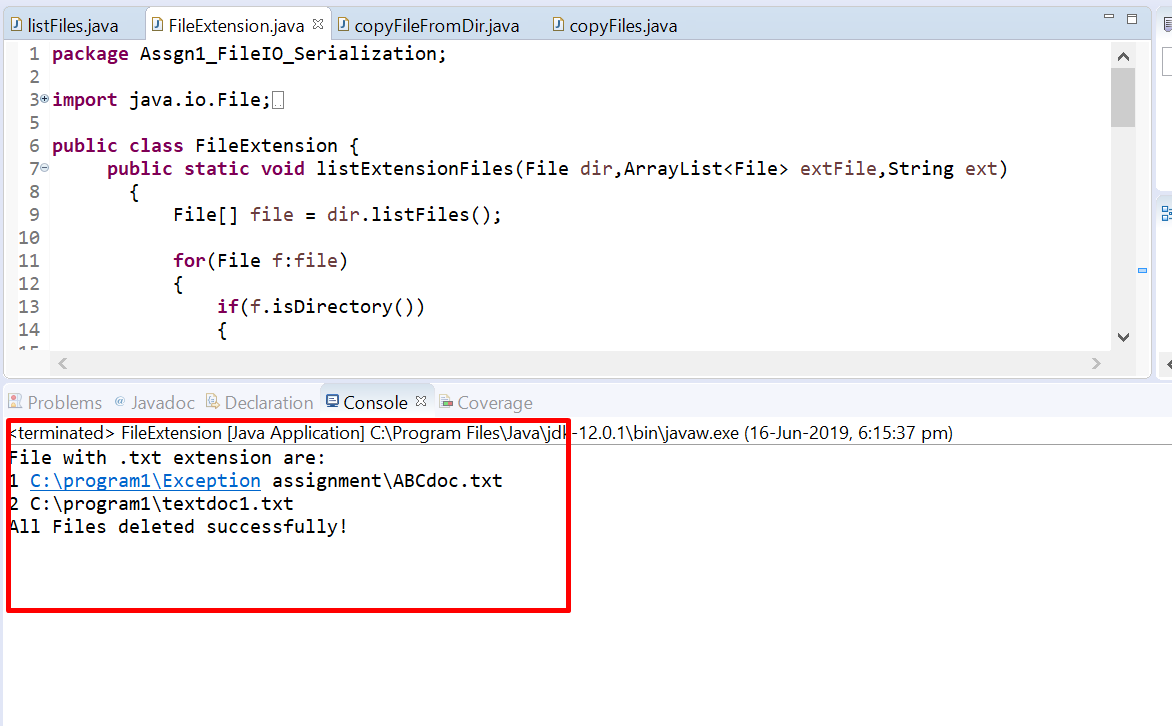 listFiles.java FileExtension.java copyFileFromDir.java copyFiles.java
1 package Assgn1_FileIO_Serialization;
2
3 import java.io.File;
5
6 public class FileExtension {
7 public static void listExtensionFiles(File dir,ArrayList<File> extFile,String ext)
8 {
9 File[] file = dir.listFiles();
10
11 for(File f:file)
12 {
13 if(f.isDirectory())
14 {
15
Problems @ Javadoc Declaration Console Coverage
<terminated> FileExtension [Java Application] C:\Program Files\Java\jdk-12.0.1\bin\javaw.exe (16-Jun-2019, 6:15:37 pm)
File with .txt extension are:
1 C:\program1\Exception assignment\ABCdoc.txt
2 C:\program1\textdoc1.txt
All Files deleted successfully!